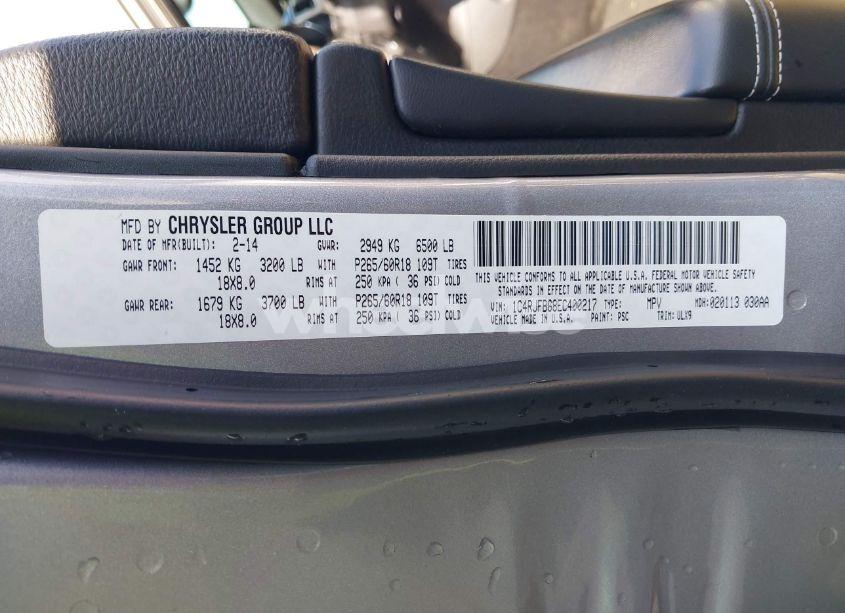 MFD BY CHRYSLER GROUP LLC
DATE OF MFR(BUILT): 2-14 GVWR: 2949 KG 6500 LB
GAWR FRONT: 1452 KG 3200 LB WITH P265/60R18 109T TIRES
18X8.0 RIMS AT 250 KPA ( 36 PSI) COLD
GAWR REAR: 1679 KG 3700 LB WITH P265/60R18 109T TIRES
18X8.0 RIMS AT 250 KPA ( 36 PSI) COLD
THIS VEHICLE CONFORMS TO ALL APPLICABLE U.S.A. FEDERAL MOTOR VEHICLE SAFETY
STANDARDS IN EFFECT ON THE DATE OF MANUFACTURE SHOWN ABOVE.
VIN: 1C4RJFBG8EC400217 TYPE: MPV MDH: 020113 030AA
VEHICLE MADE IN U.S.A. PAINT: PSC TRIM: ULX9